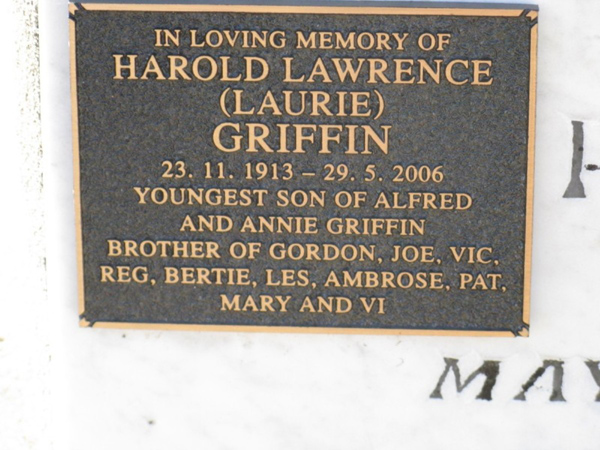 IN LOVING MEMORY OF
HAROLD LAWRENCE
(LAURIE)
GRIFFIN
23. 11. 1913 – 29. 5. 2006
YOUNGEST SON OF ALFRED
AND ANNIE GRIFFIN
BROTHER OF GORDON, JOE, VIC,
REG, BERTIE, LES, AMBROSE, PAT,
MARY AND VI
MAY